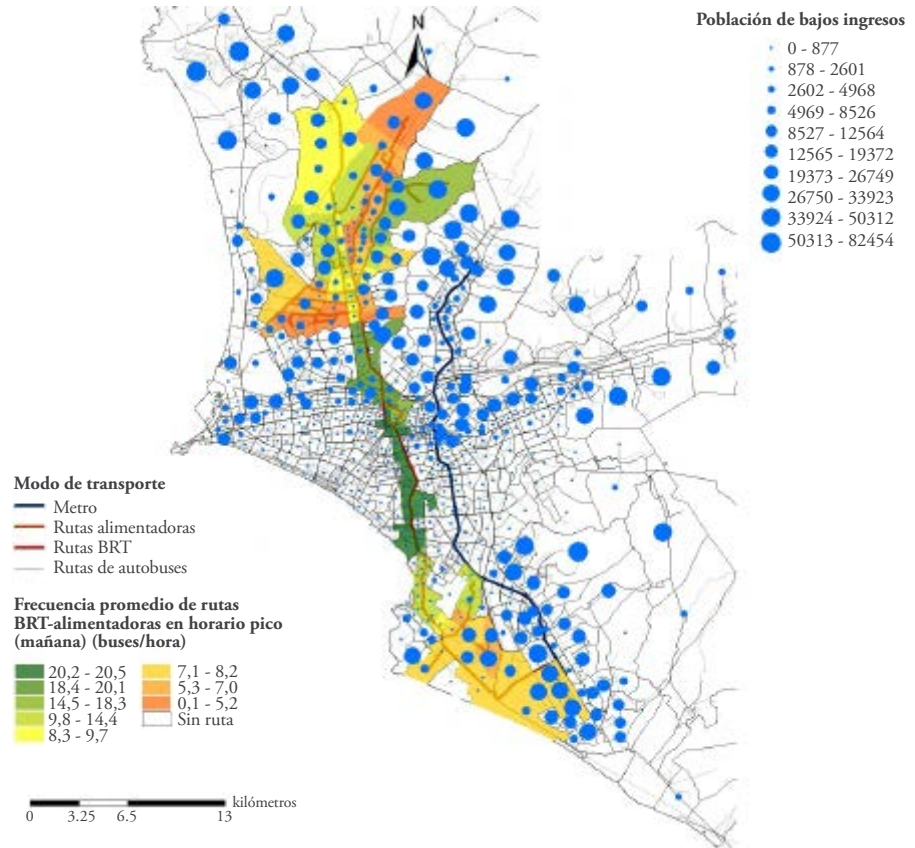 N
Población de bajos ingresos
0 - 877
878 - 2601
2602 - 4968
4969 - 8526
8527 - 12564
12565 - 19372
19373 - 26749
26750 - 33923
33924 - 50312
50313 - 82454
Modo de transporte
Metro
Rutas alimentadoras
Rutas BRT
Rutas de autobuses
Frecuencia promedio de rutas
BRT-alimentadoras en horario pico
(mañana) (buses/hora)
20,2 - 20,5
18,4 - 20,1
14,5 - 18,3
9,8 - 14,4
8,3 - 9,7
7,1 - 8,2
5,3 - 7,0
0,1 - 5,2
Sin ruta
kilómetros
0 3.25 6.5 13